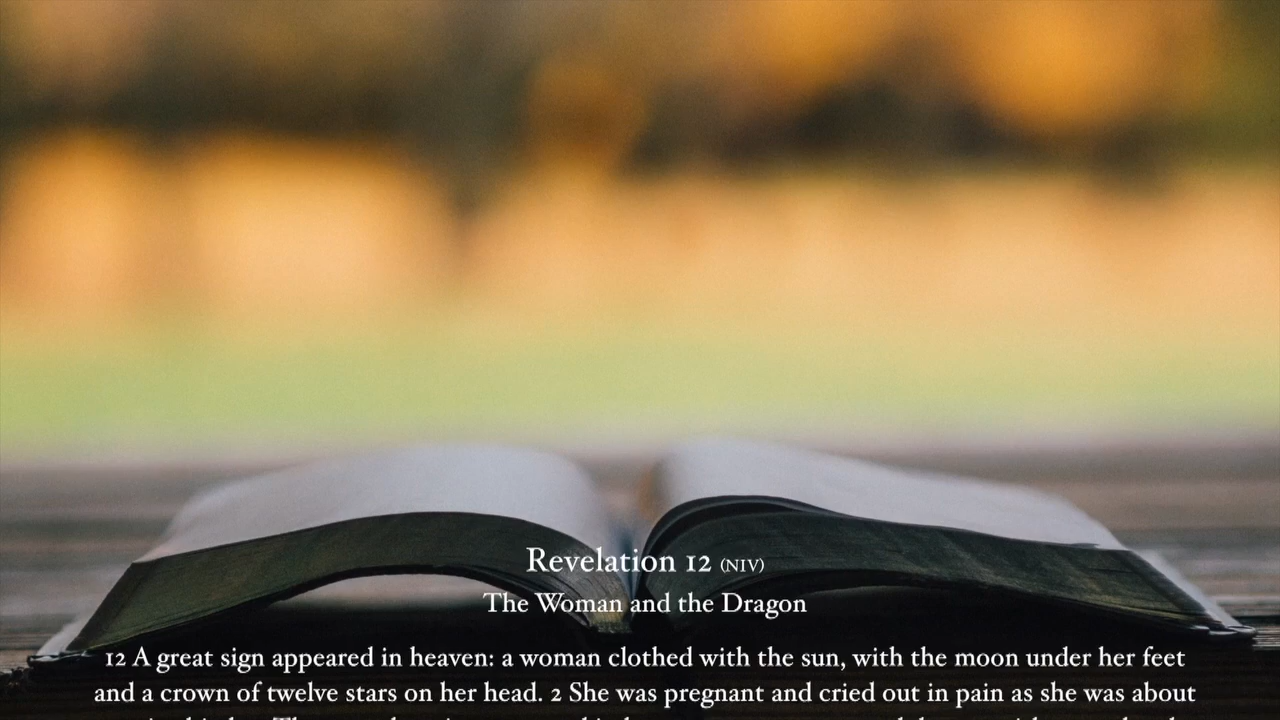 Revelation 12 (NIV)
The Woman and the Dragon
12 A great sign appeared in heaven: a woman clothed with the sun, with the moon under her feet
and a crown of twelve stars on her head. 2 She was pregnant and cried out in pain as she was about